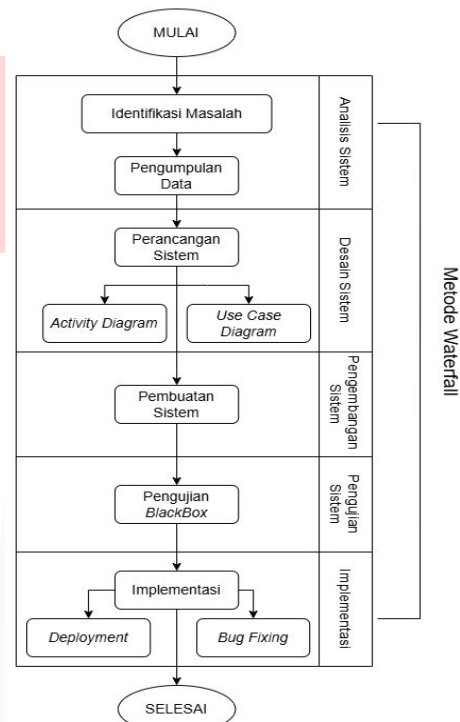 MULAI
Identifikasi Masalah
Pengumpulan
Data
Analisis Sistem
Perancangan
Sistem
Activity Diagram
Use Case
Diagram
Desain Sistem
Pembuatan
Sistem
Pengembangan
Sistem
Pengujian
BlackBox
Pengujian
Sistem
Implementasi
Deployment
Bug Fixing
Implementasi
SELESAI
Metode Waterfall